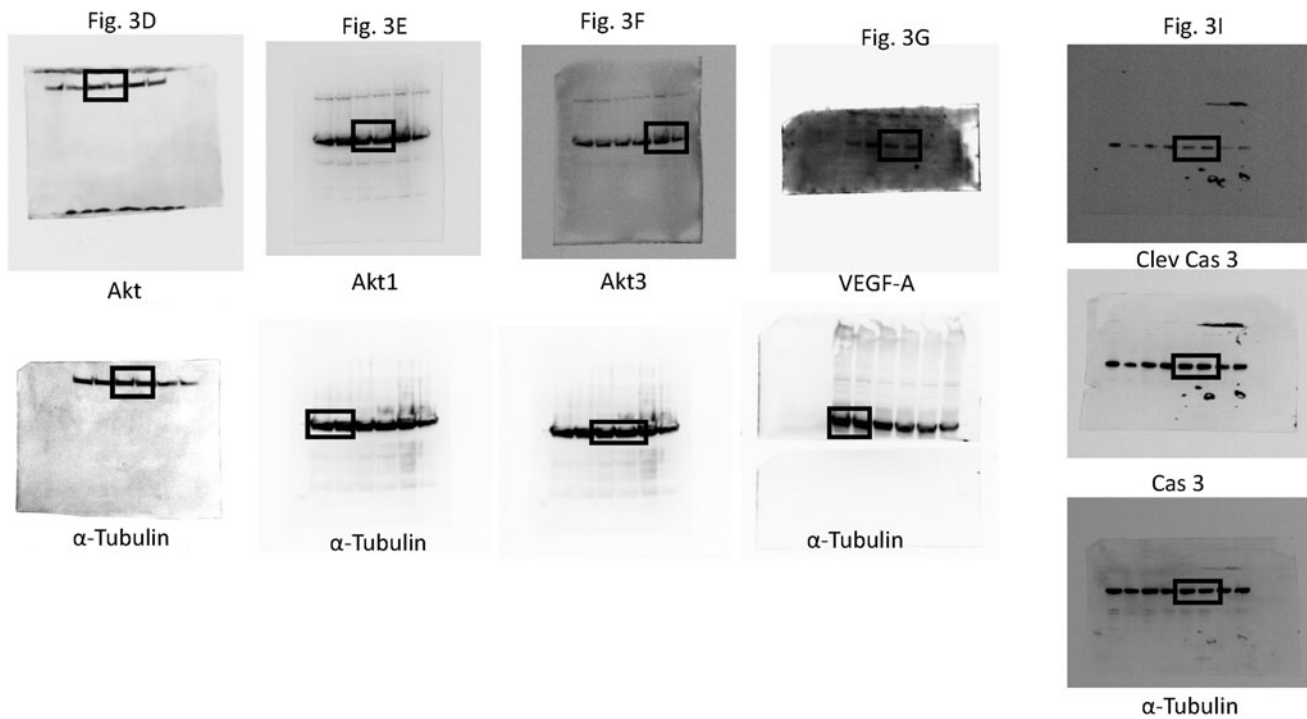 Fig. 3D
Fig. 3E
Fig. 3F
Fig. 3G
Fig. 3I
Akt
Akt1
Akt3
VEGF-A
Clev Cas 3
α-Tubulin
α-Tubulin
α-Tubulin
Cas 3
α-Tubulin